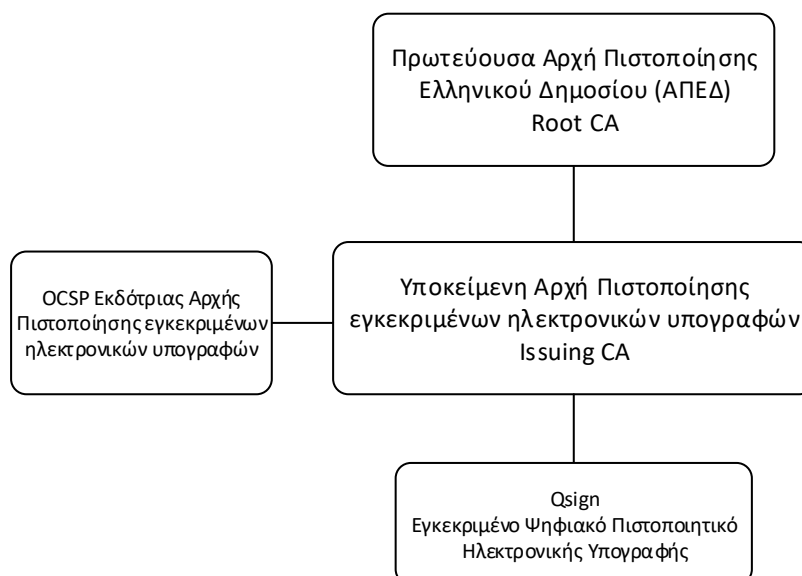 Πρωτεύουσα Αρχή Πιστοποίησης
Ελληνικού Δημοσίου (ΑΠΕΔ)
Root CA
OCSP Εκδότριας Αρχής
Πιστοποίησης εγκεκριμένων
ηλεκτρονικών υπογραφών
Υποκείμενη Αρχή Πιστοποίησης
εγκεκριμένων ηλεκτρονικών υπογραφών
Issuing CA
Qsign
Εγκεκριμένο Ψηφιακό Πιστοποιητικό
Ηλεκτρονικής Υπογραφής